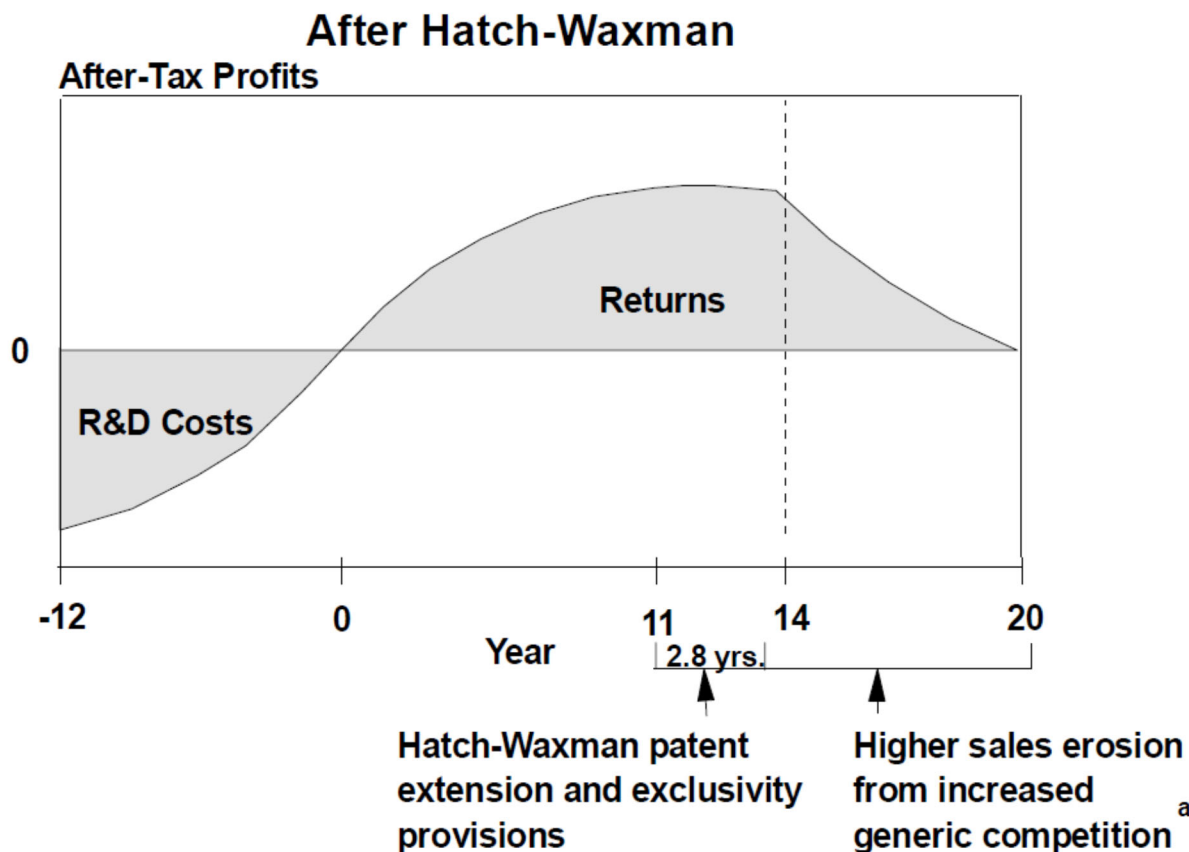 After Hatch-Waxman
After-Tax Profits
Returns
0
R&D Costs
-12
0
11
14
20
Year
2.8 yrs.
Hatch-Waxman patent
extension and exclusivity
provisions
Higher sales erosion
from increased
generic competition a